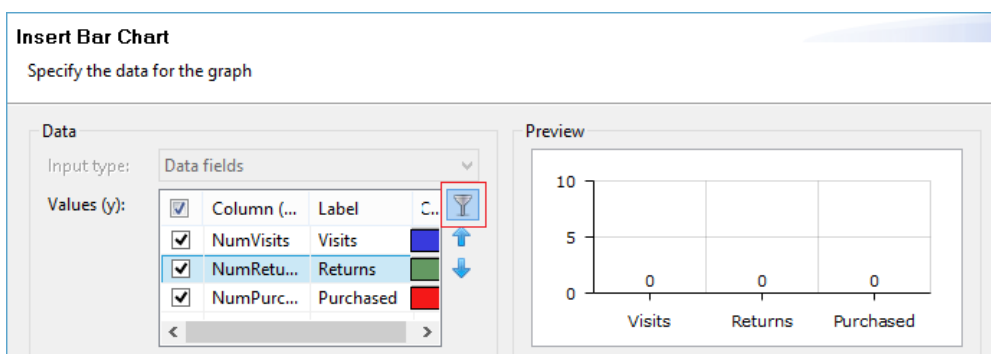 Insert Bar Chart
Specify the data for the graph
Data
Input type: Data fields
Values (y):
Column (... Label C..
NumVisits Visits
NumRetu... Returns
NumPurc... Purchased
Preview
10
5
0
0 0 0
Visits Returns Purchased